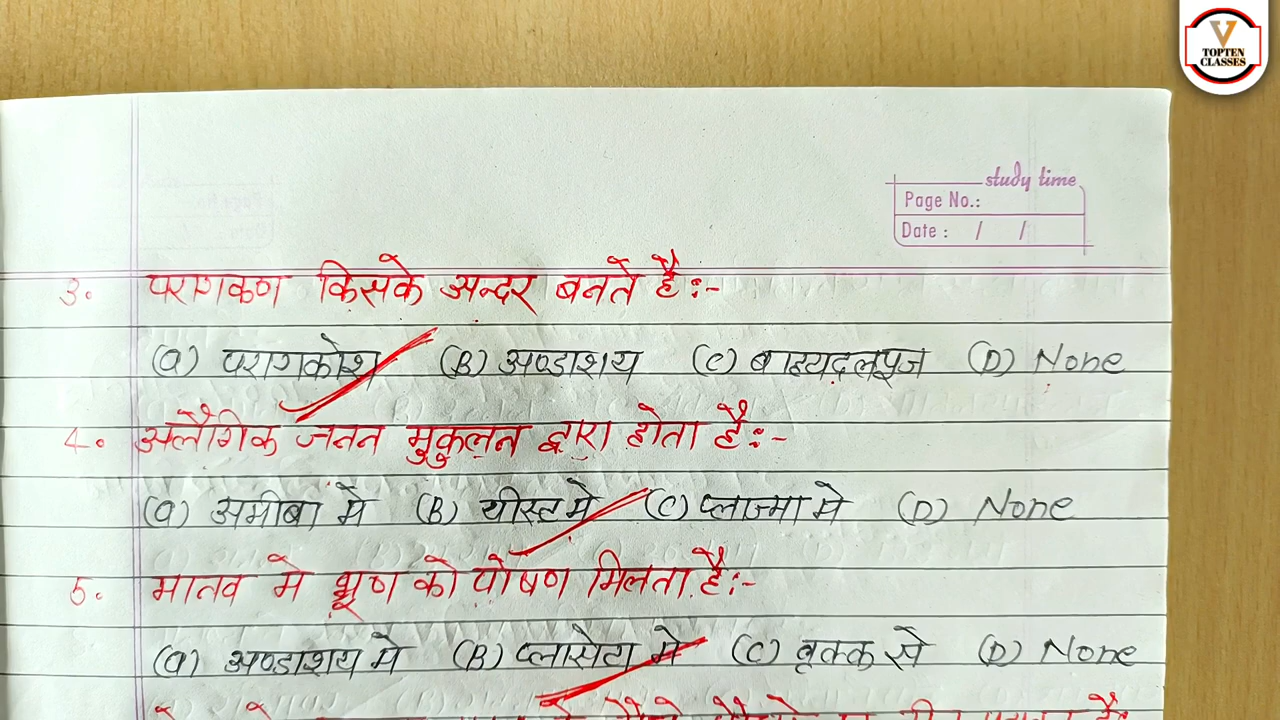 V
TOPTEN
CLASSES
study time
Page No.:
Date : / /
3. परागकण किसके अन्दर बनते है:-
(a) परागकोश (B) अण्डाशय (C) बाह्यदलपूंज (D) None
4. अलैगिक जनन मुकुलन द्वारा होता है:-
(a) अमीबा मे (B) यीस्ट मे (C) प्लाज्मा मे (D) None
5. मानव मे भ्रूण को पोषण मिलता है:-
(a) अण्डाशय मे (B) प्लासेटा मे (C) वृक्क से (D) None